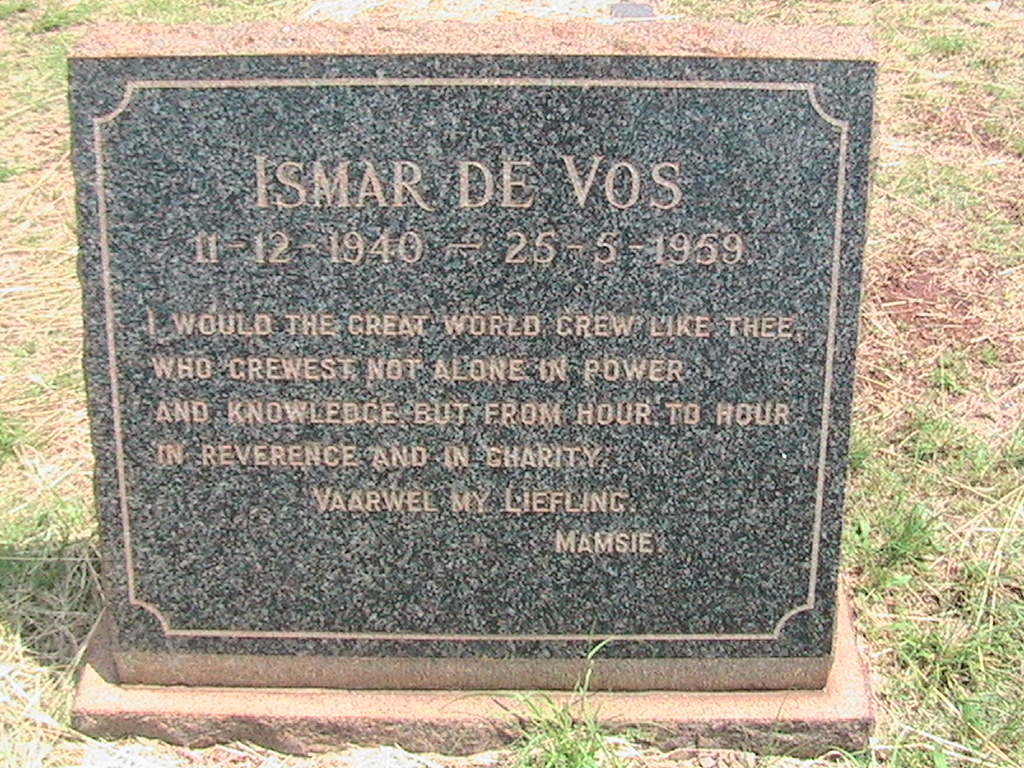 ISMAR DE VOS
11-12-1940 – 25-5-1959
I WOULD THE GREAT WORLD GREW LIKE THEE,
WHO GREWEST NOT ALONE IN POWER
AND KNOWLEDGE, BUT FROM HOUR TO HOUR
IN REVERENCE AND IN CHARITY.
VAARWEL MY LIEFLING.
MAMSIE.